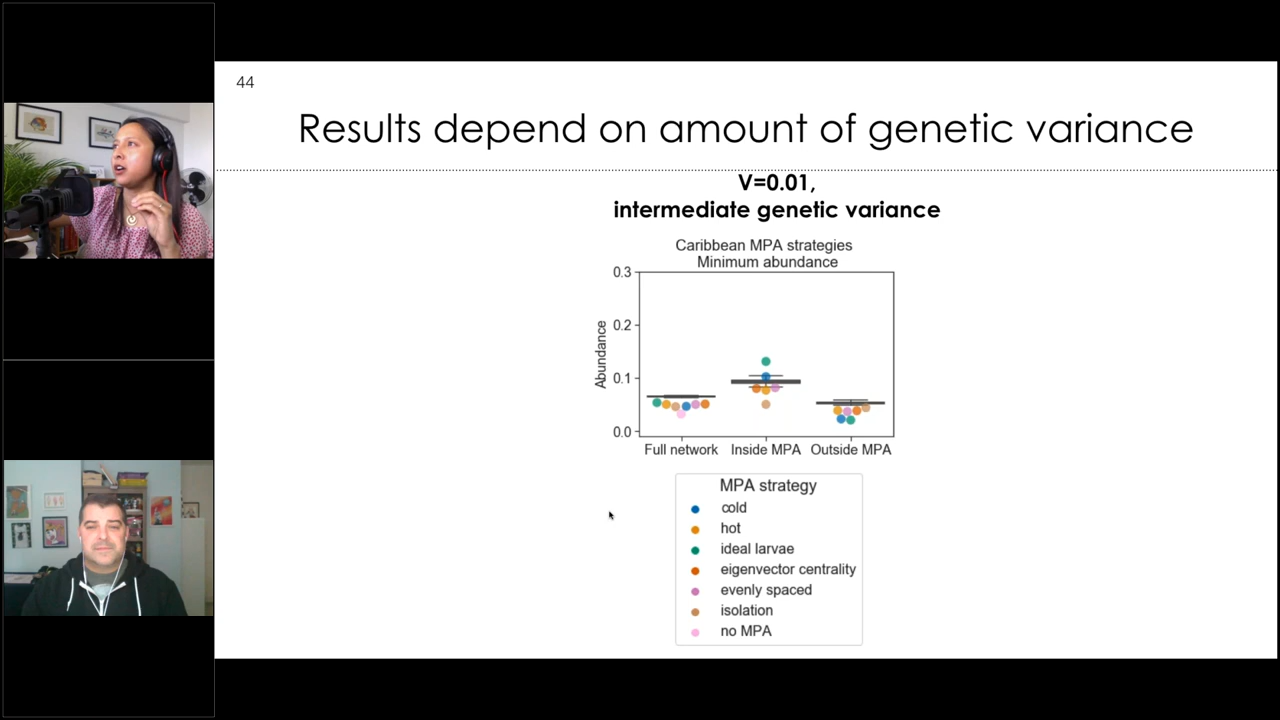 44
Results depend on amount of genetic variance
V=0.01,
intermediate genetic variance
Caribbean MPA strategies
Minimum abundance
0.3
0.2
0.1
0.0
Abundance
Full network Inside MPA Outside MPA
MPA strategy
cold
hot
ideal larvae
eigenvector centrality
evenly spaced
isolation
no MPA